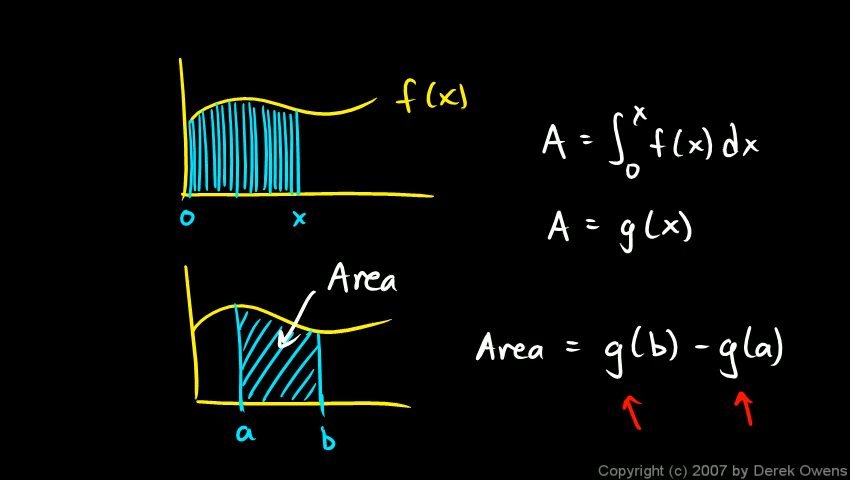 f(x)
A = ∫₀ˣ f(x) dx
0 x
A = g(x)
Area
Area = g(b) - g(a)
a b
Copyright (c) 2007 by Derek Owens